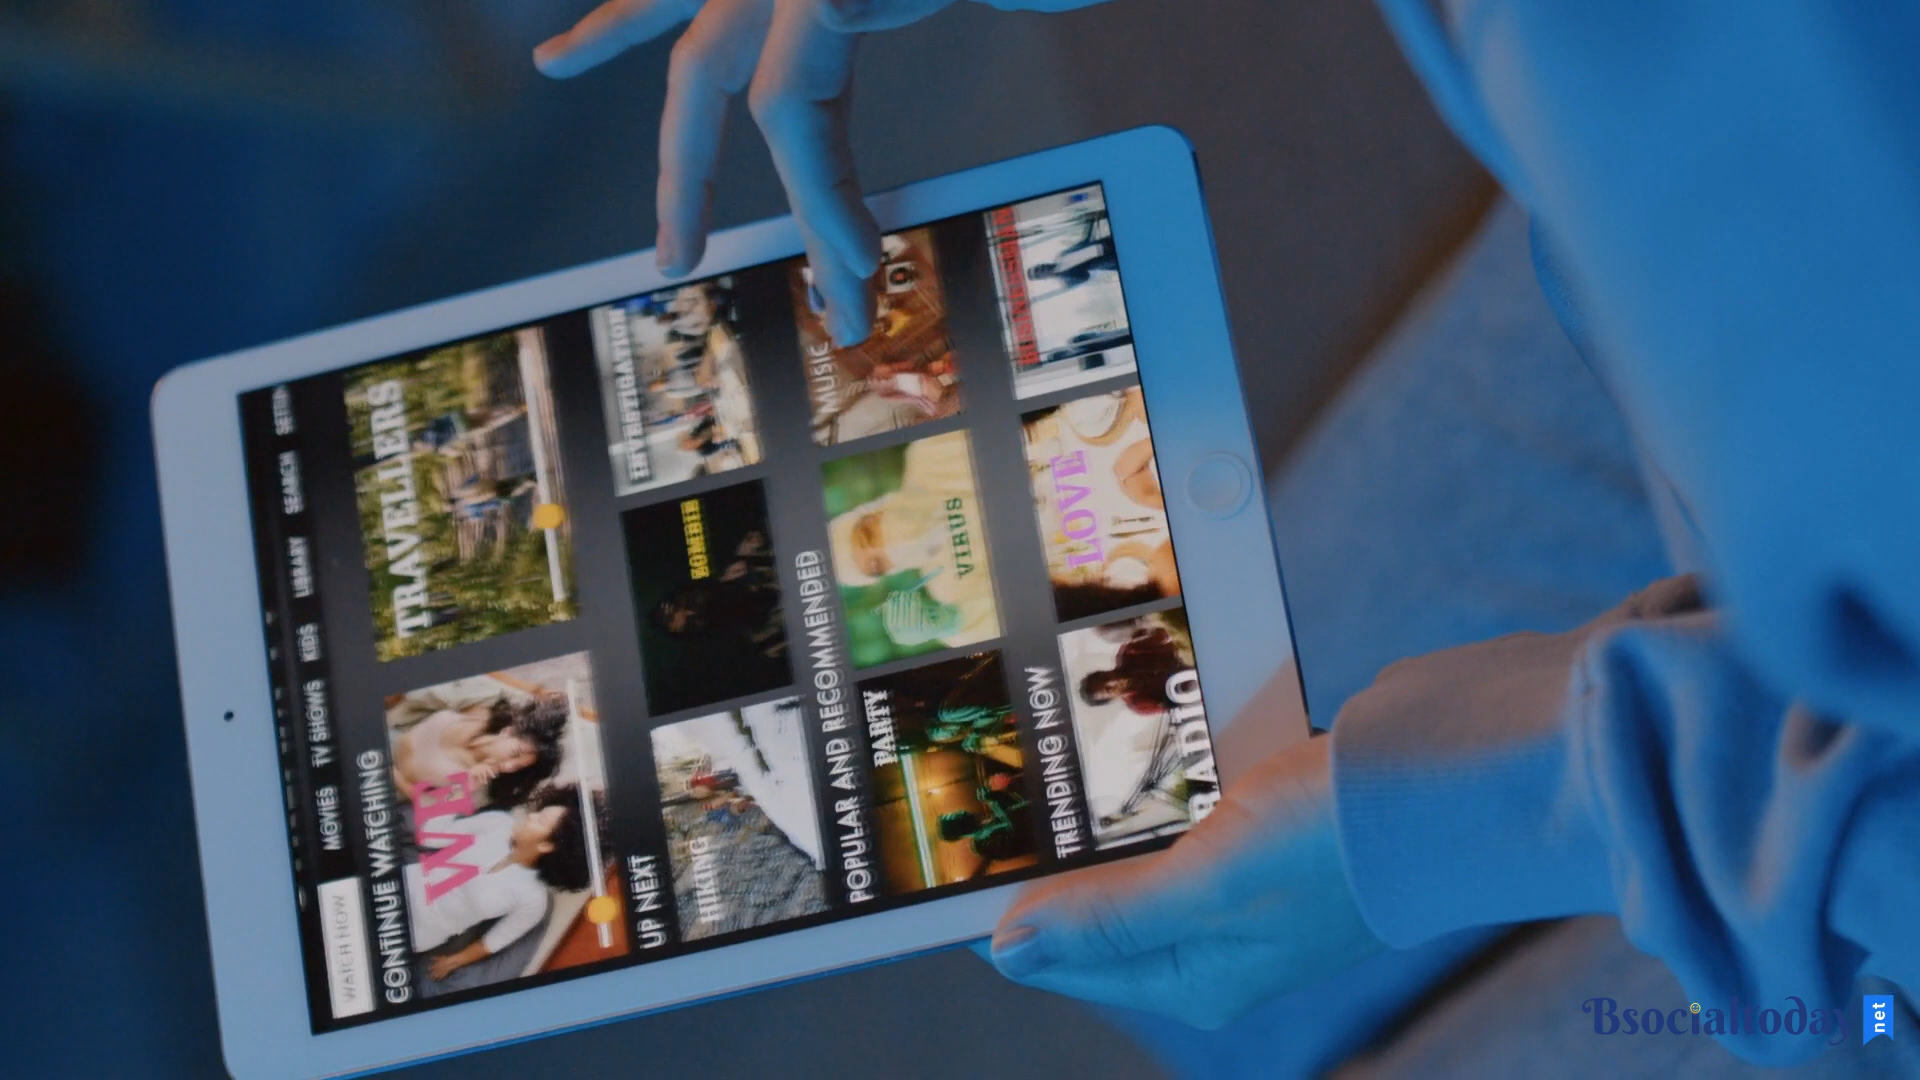 WATCH NOW MOVIES TV SHOWS KIDS LIBRARY SEARCH
CONTINUE WATCHING
WE
TRAVELLERS
UP NEXT
HIKING
ZOMBIE
INVESTIGATION
POPULAR AND RECOMMENDED
PARTY
VIRUS
MUSIC
TRENDING NOW
RADIO
LOVE
Bsocialtoday
net